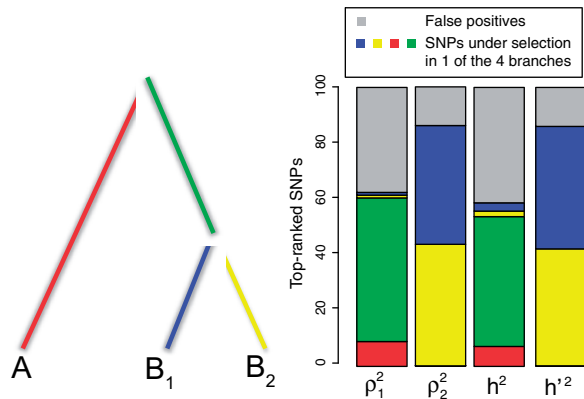 False positives
SNPs under selection
in 1 of the 4 branches
Top-ranked SNPs
100
80
60
40
20
0
A
B₁
B₂
ρ₁²
ρ₂²
h²
h'²